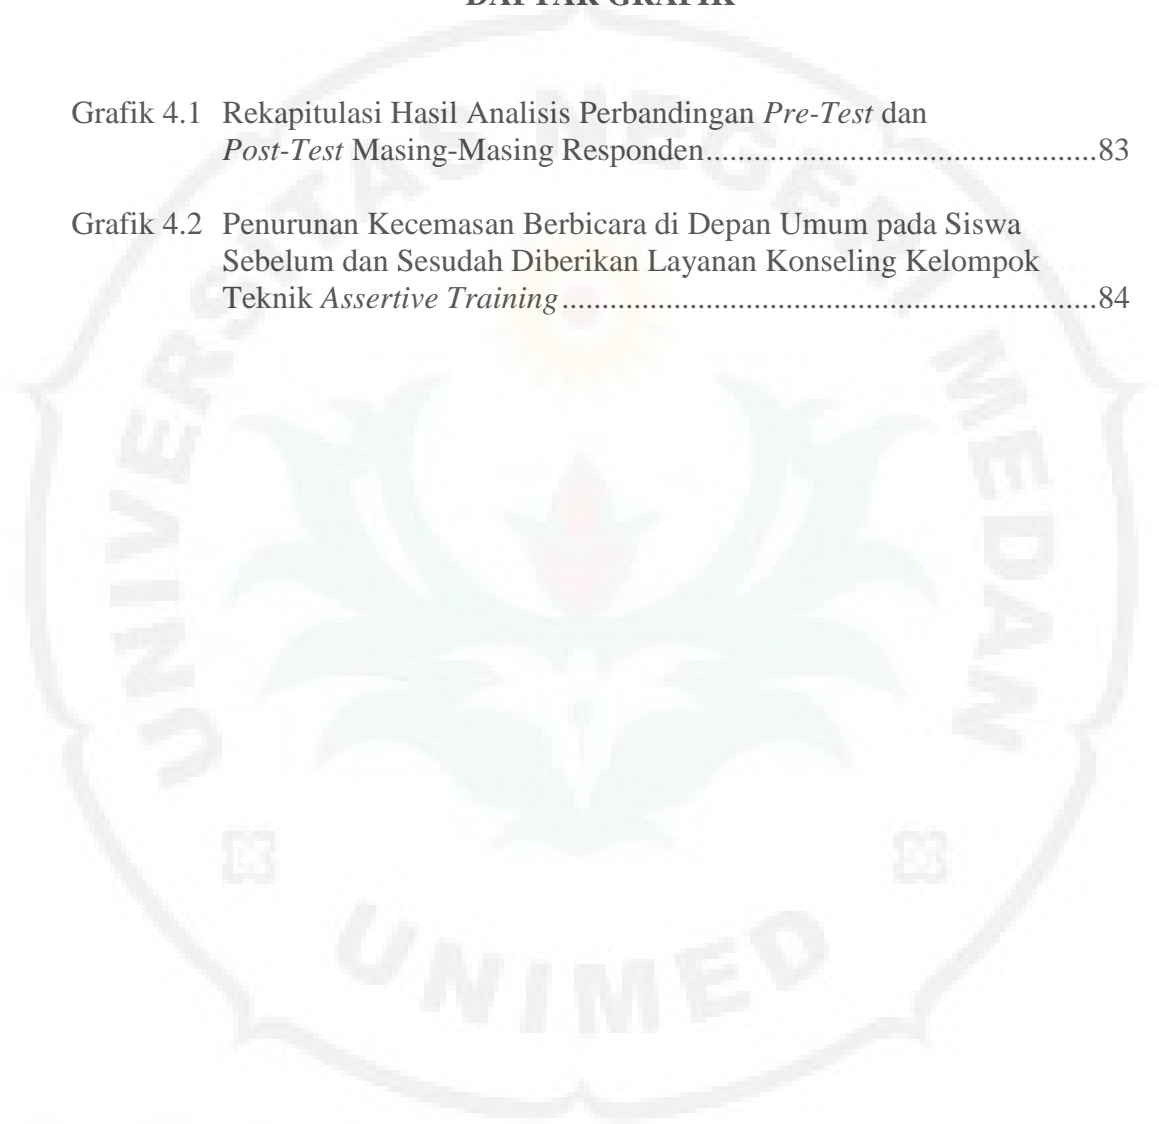 DAFTAR GRAFIK
Grafik 4.1 Rekapitulasi Hasil Analisis Perbandingan Pre-Test dan
Post-Test Masing-Masing Responden.................................................83
Grafik 4.2 Penurunan Kecemasan Berbicara di Depan Umum pada Siswa
Sebelum dan Sesudah Diberikan Layanan Konseling Kelompok
Teknik Assertive Training...................................................................84
UNIVERSITAS NEGERI MEDAN
UNIMED